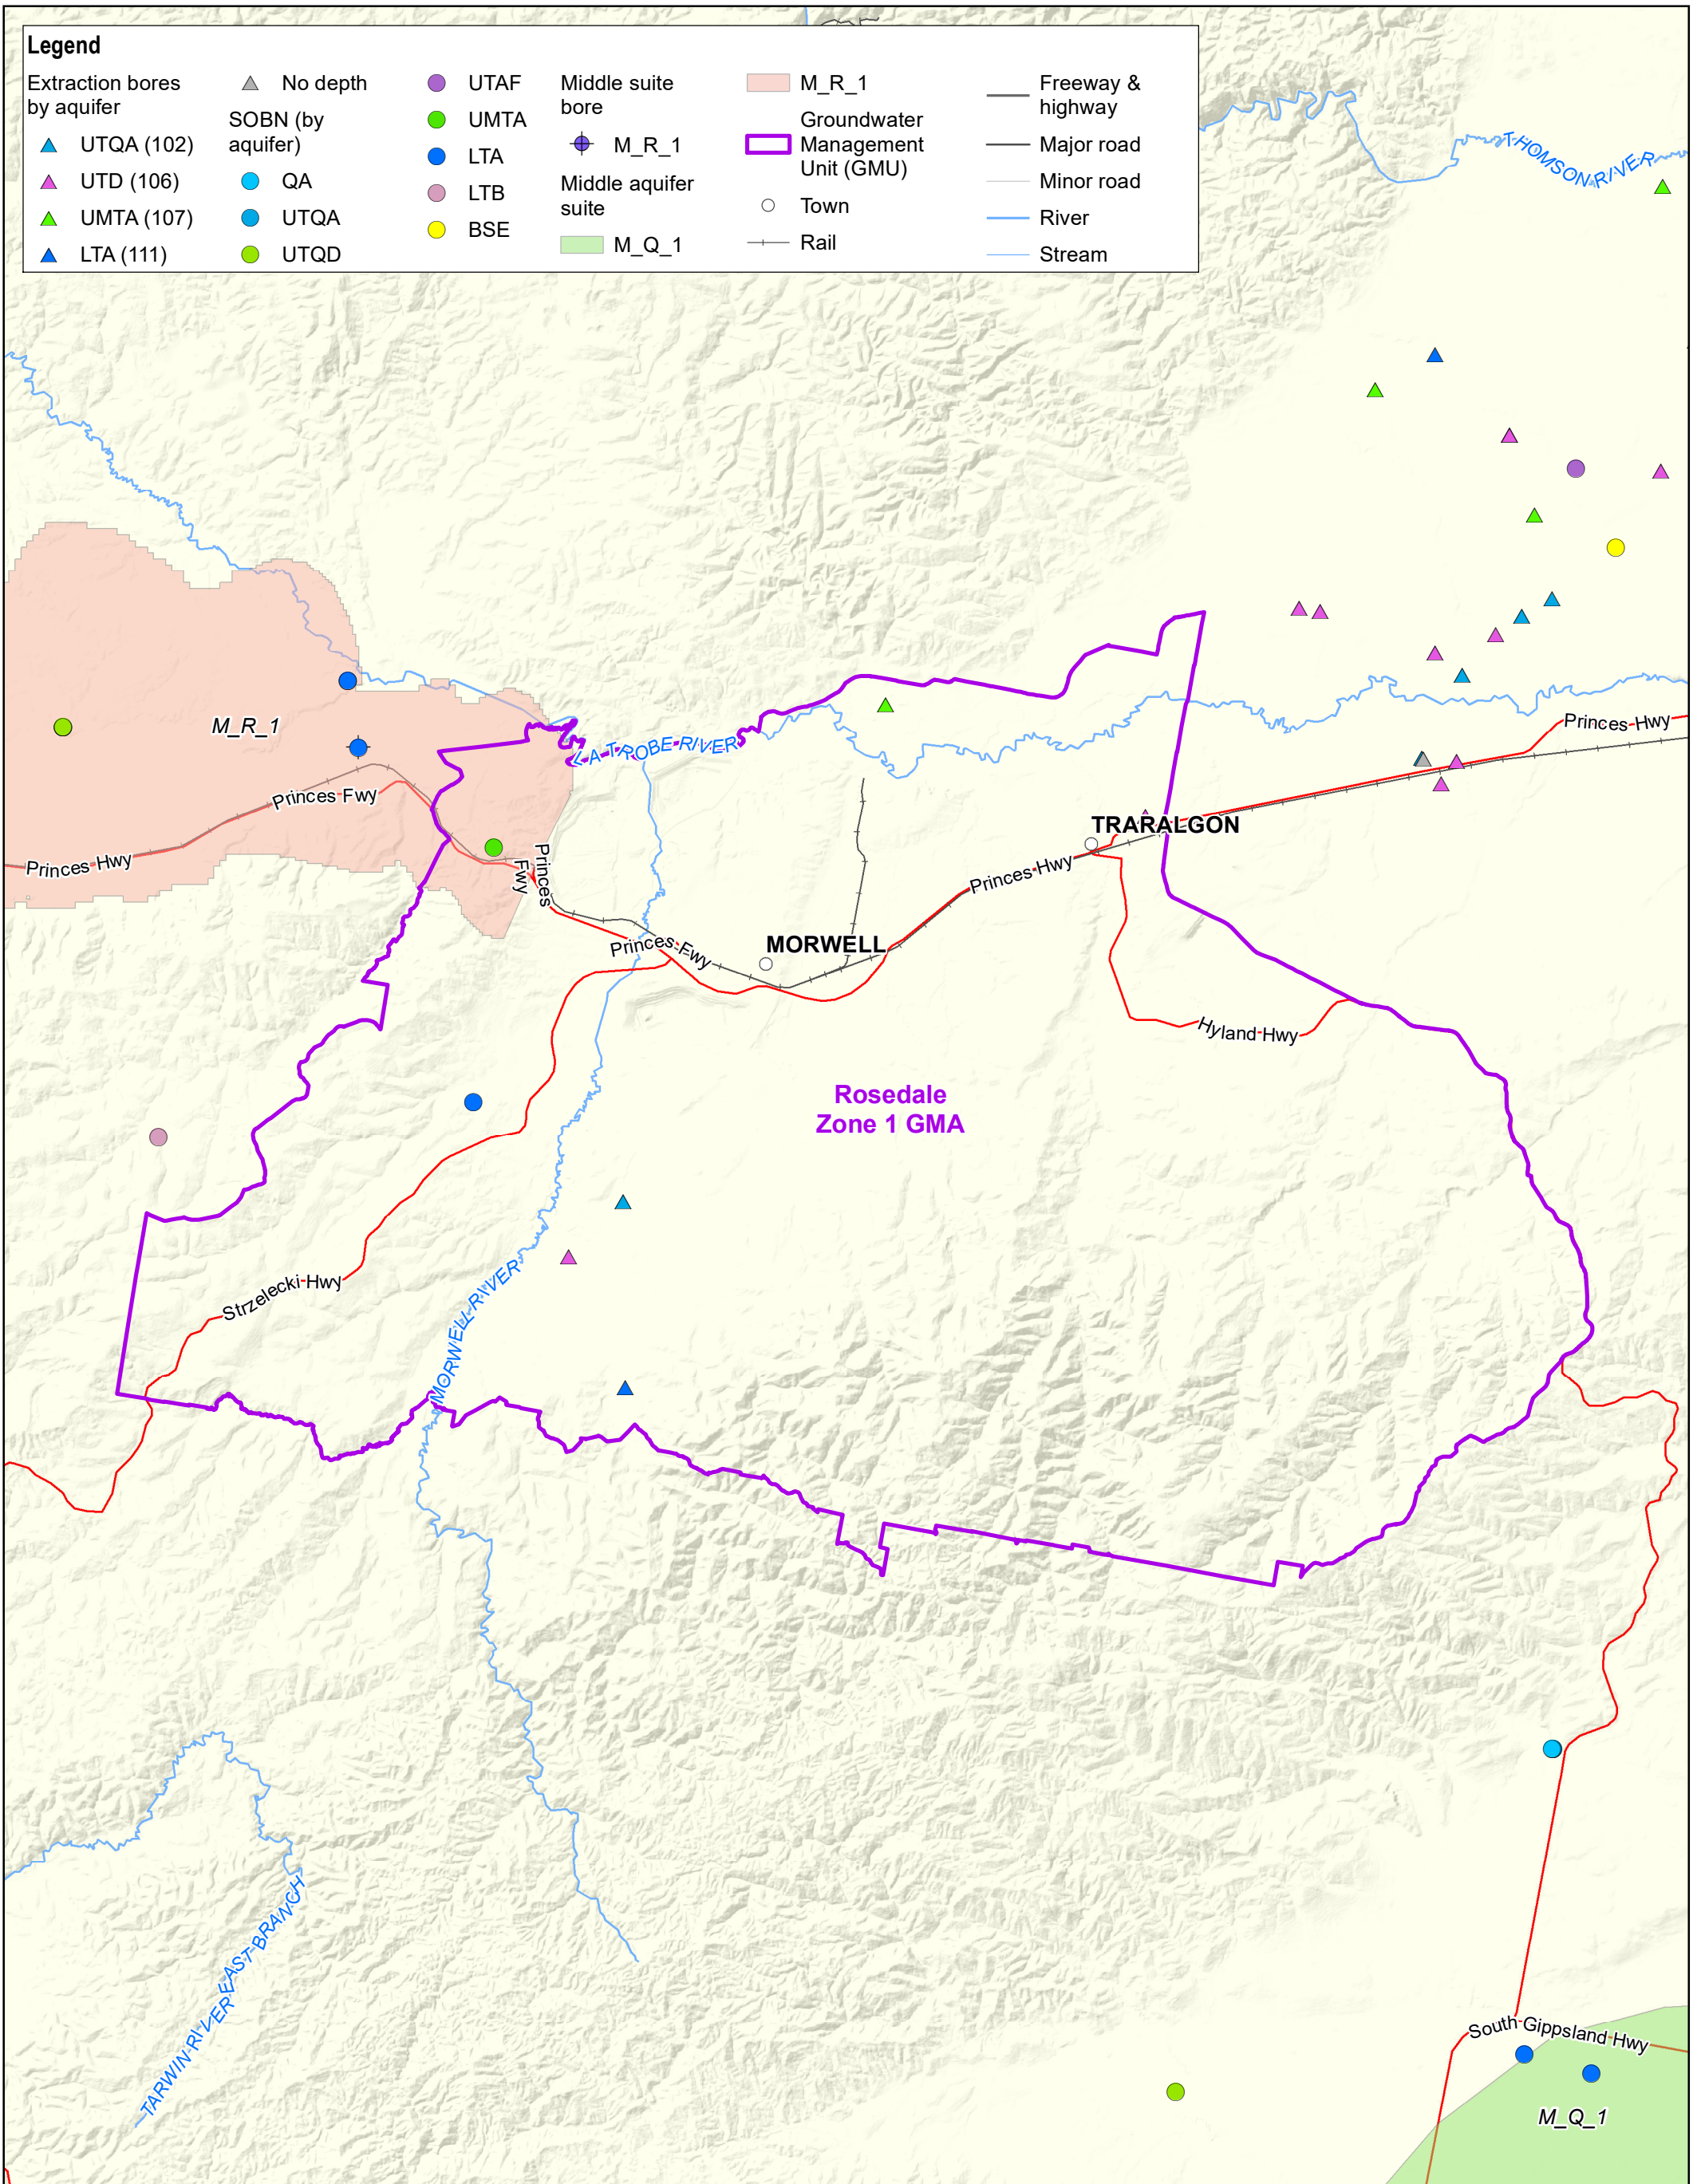 Legend
Extraction bores
by aquifer
UTQA (102)
UTD (106)
UMTA (107)
LTA (111)
No depth
SOBN (by
aquifer)
QA
UTQA
UTQD
UTAF
UMTA
LTA
LTB
BSE
Middle suite
bore
M_R_1
Middle aquifer
suite
M_Q_1
M_R_1
Groundwater
Management
Unit (GMU)
Town
Rail
Freeway &
highway
Major road
Minor road
River
Stream
THOMSON RIVER
M_R_1
LA TROBE RIVER
Princes Hwy
Princes Fwy
Princes Hwy
Princes
Fwy
TRARALGON
Princes Hwy
Princes Fwy
MORWELL
Hyland Hwy
Rosedale
Zone 1 GMA
Strzelecki Hwy
MORWELL RIVER
TARWIN RIVER EAST BRANCH
South Gippsland Hwy
M_Q_1